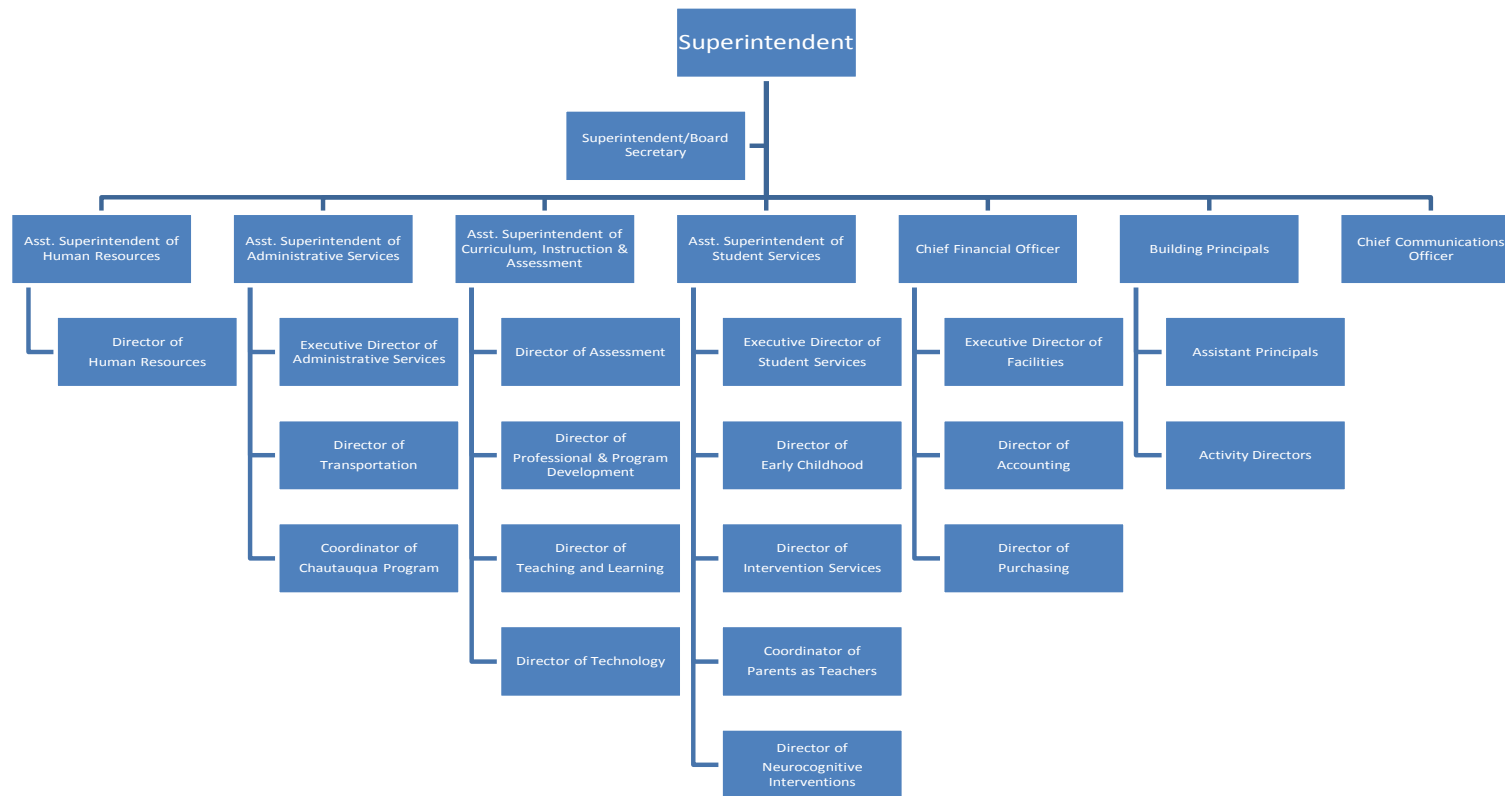 Superintendent
Superintendent/Board
Secretary
Asst. Superintendent of
Human Resources
Asst. Superintendent of
Administrative Services
Asst. Superintendent of
Curriculum, Instruction &
Assessment
Asst. Superintendent of
Student Services
Chief Financial Officer
Building Principals
Chief Communications
Officer
Director of
Human Resources
Executive Director of
Administrative Services
Director of Assessment
Executive Director of
Student Services
Executive Director of
Facilities
Assistant Principals
Director of
Transportation
Director of
Professional & Program
Development
Director of
Early Childhood
Director of
Accounting
Activity Directors
Coordinator of
Chautauqua Program
Director of
Teaching and Learning
Director of
Intervention Services
Director of
Purchasing
Director of Technology
Coordinator of
Parents as Teachers
Director of
Neurocognitive
Interventions